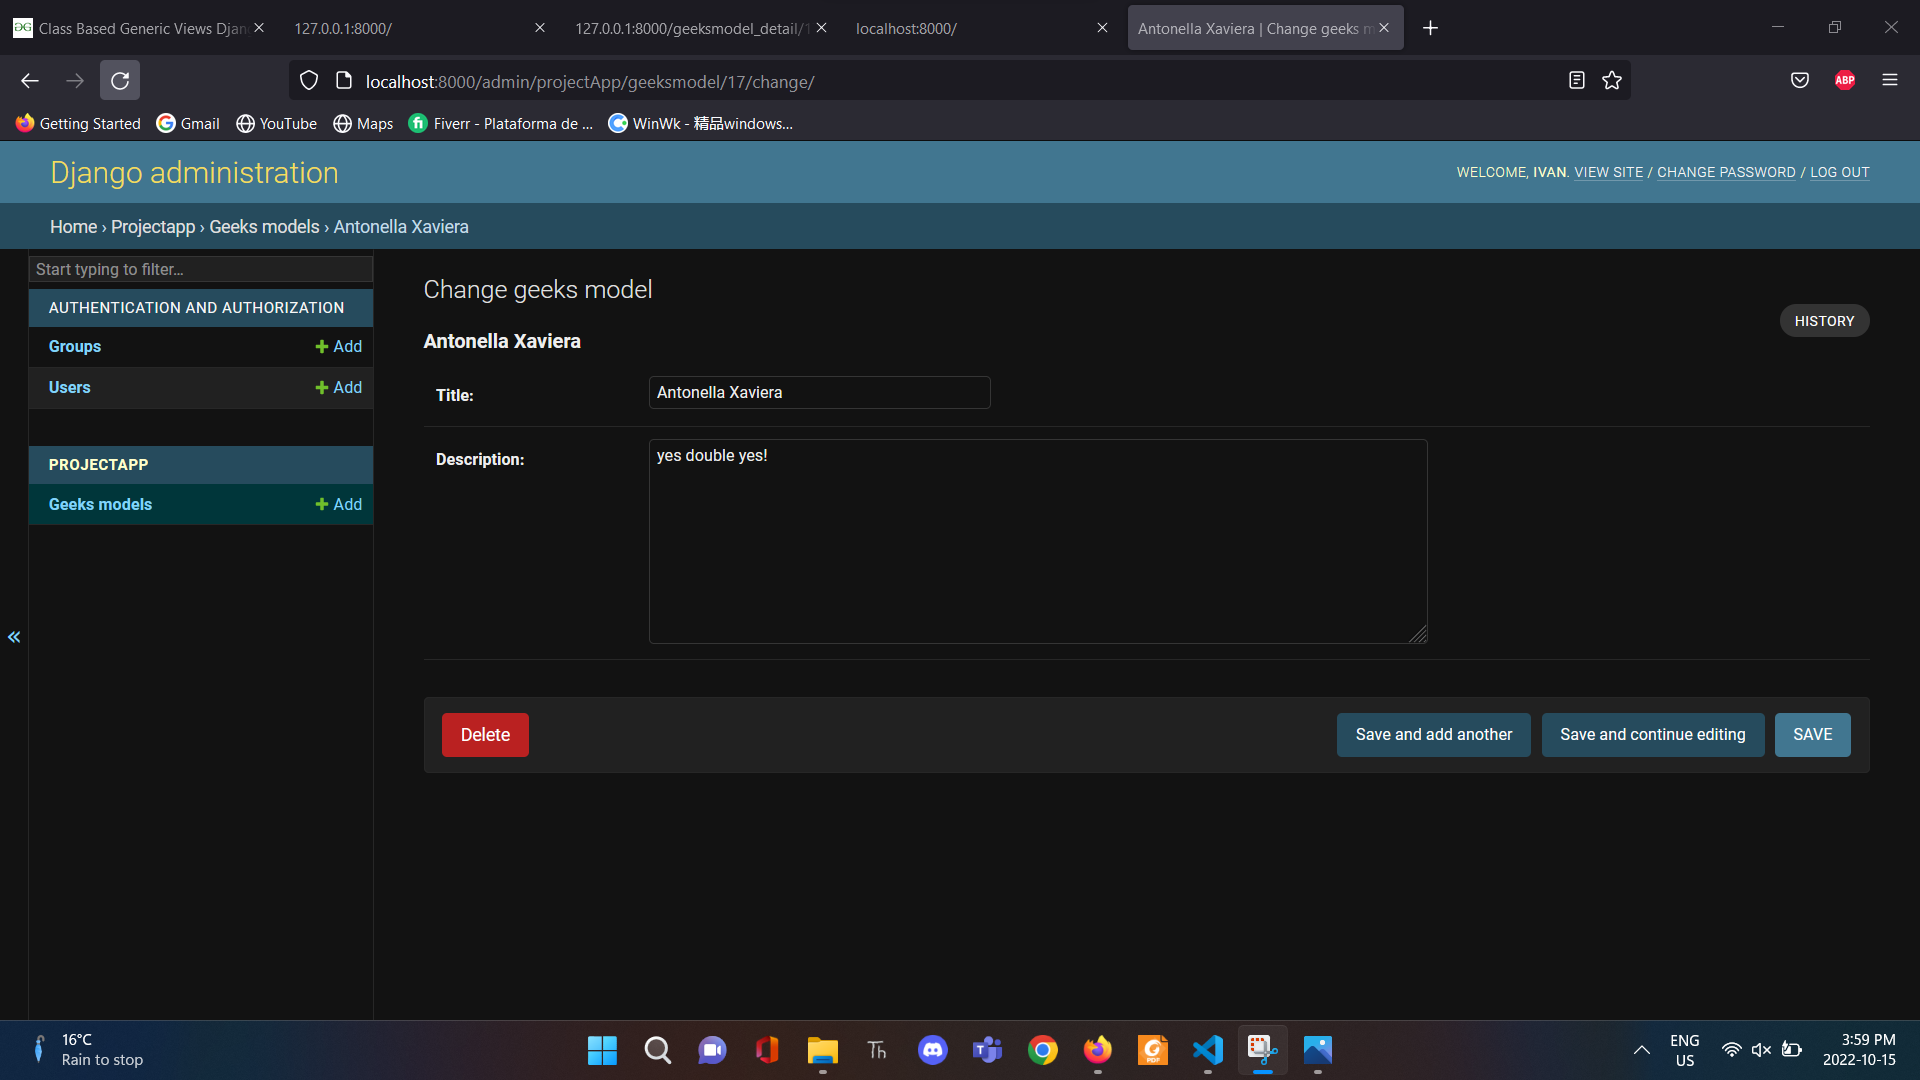 Class Based Generic Views Djan
127.0.0.1:8000/
127.0.0.1:8000/geeksmodel_detail/1
localhost:8000/
Antonella Xaviera | Change geeks m
localhost:8000/admin/projectApp/geeksmodel/17/change/
ABP
Getting Started
Gmail
YouTube
Maps
Fiverr - Plataforma de ...
WinWk - 精品windows...
Django administration
WELCOME, IVAN. VIEW SITE / CHANGE PASSWORD / LOG OUT
Home › Projectapp › Geeks models › Antonella Xaviera
Start typing to filter...
AUTHENTICATION AND AUTHORIZATION
Groups
Add
Users
Add
PROJECTAPP
Geeks models
Add
«
Change geeks model
HISTORY
Antonella Xaviera
Title:
Antonella Xaviera
Description:
yes double yes!
Delete
Save and add another
Save and continue editing
SAVE
16°C
Rain to stop
Th
PDF
ENG
US
3:59 PM
2022-10-15